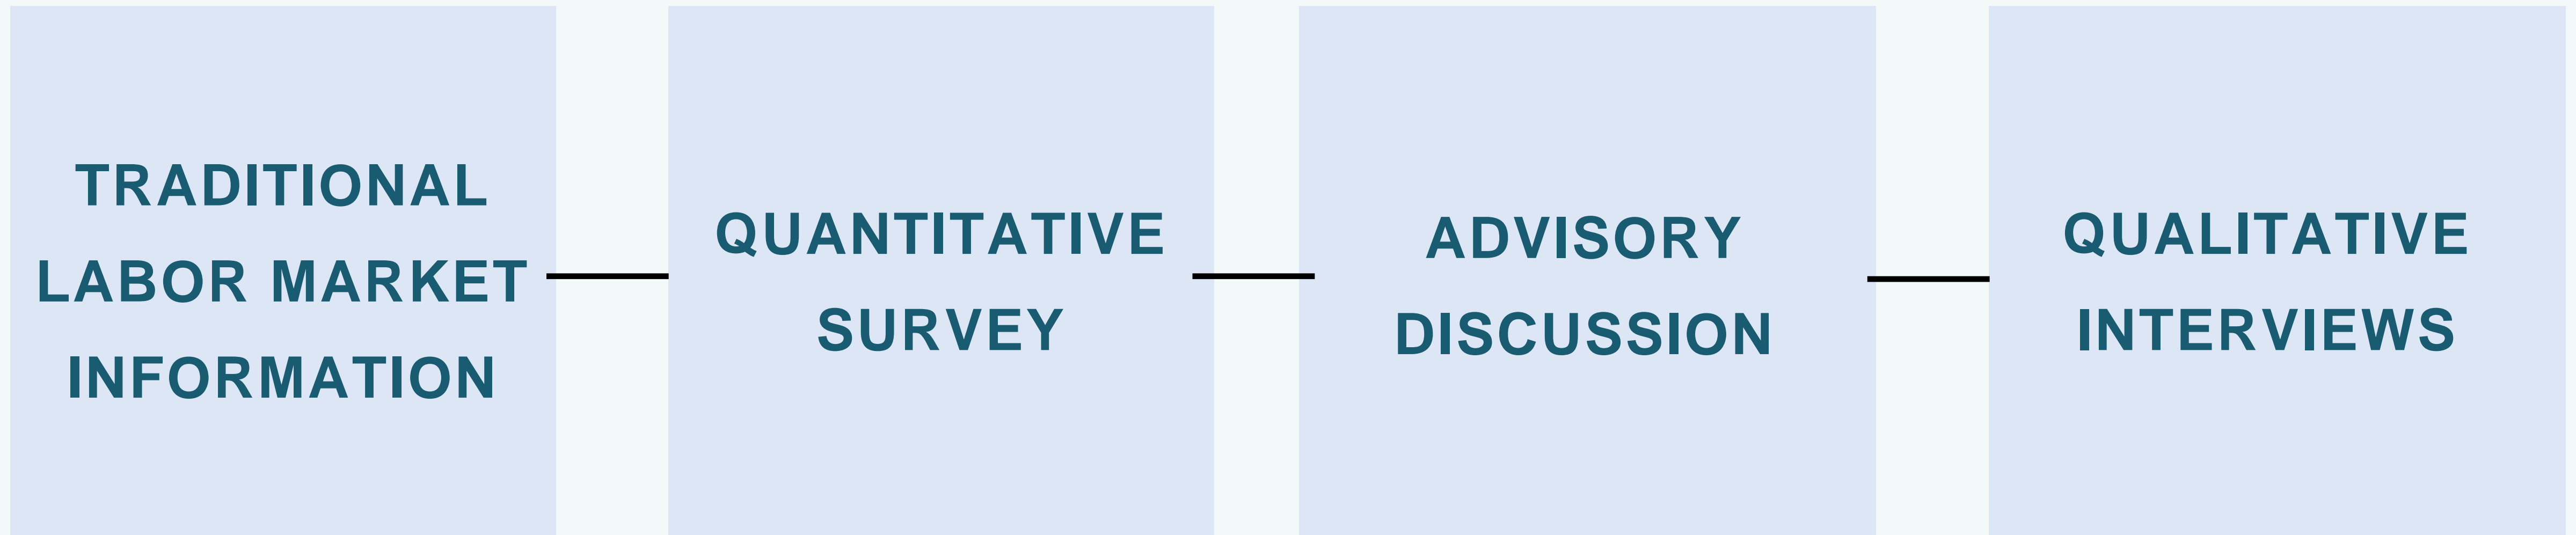 TRADITIONAL
LABOR MARKET
INFORMATION
QUANTITATIVE
SURVEY
ADVISORY
DISCUSSION
QUALITATIVE
INTERVIEWS